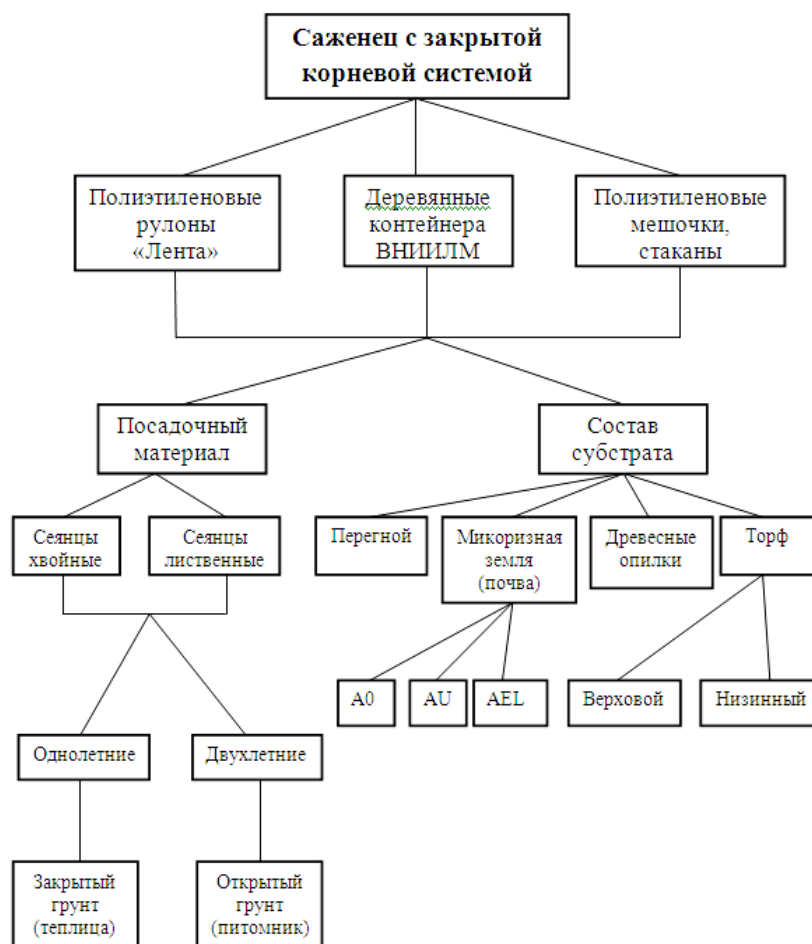 Саженец с закрытой
корневой системой
Полиэтиленовые
рулоны
«Лента»
Деревянные
контейнера
ВНИИЛМ
Полиэтиленовые
мешочки,
стаканы
Посадочный
материал
Состав
субстрата
Сеянцы
хвойные
Сеянцы
лиственные
Перегной
Микоризная
земля
(почва)
Древесные
опилки
Торф
А0
AU
AEL
Верховой
Низинный
Однолетние
Двухлетние
Закрытый
грунт
(теплица)
Открытый
грунт
(питомник)